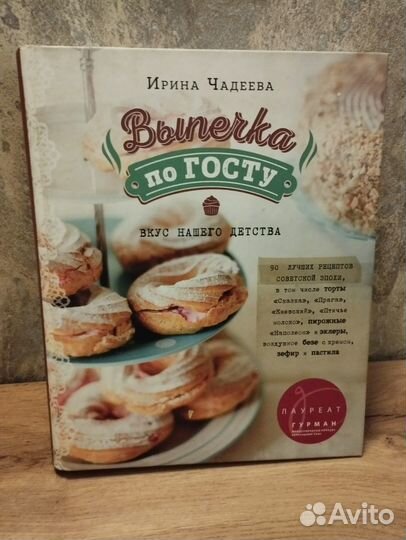 Ирина Чадеева
Выпечка
по ГОСТу
вкус нашего детства
90 лучших рецептов
советской эпохи,
в том числе торты
«Сказка», «Прага»,
«Киевский», «Птичье
молоко», пирожные
«Наполеон» и эклеры,
воздушное безе с кремом,
зефир и пастила
ЛАУРЕАТ
ГУРМАН
Avito